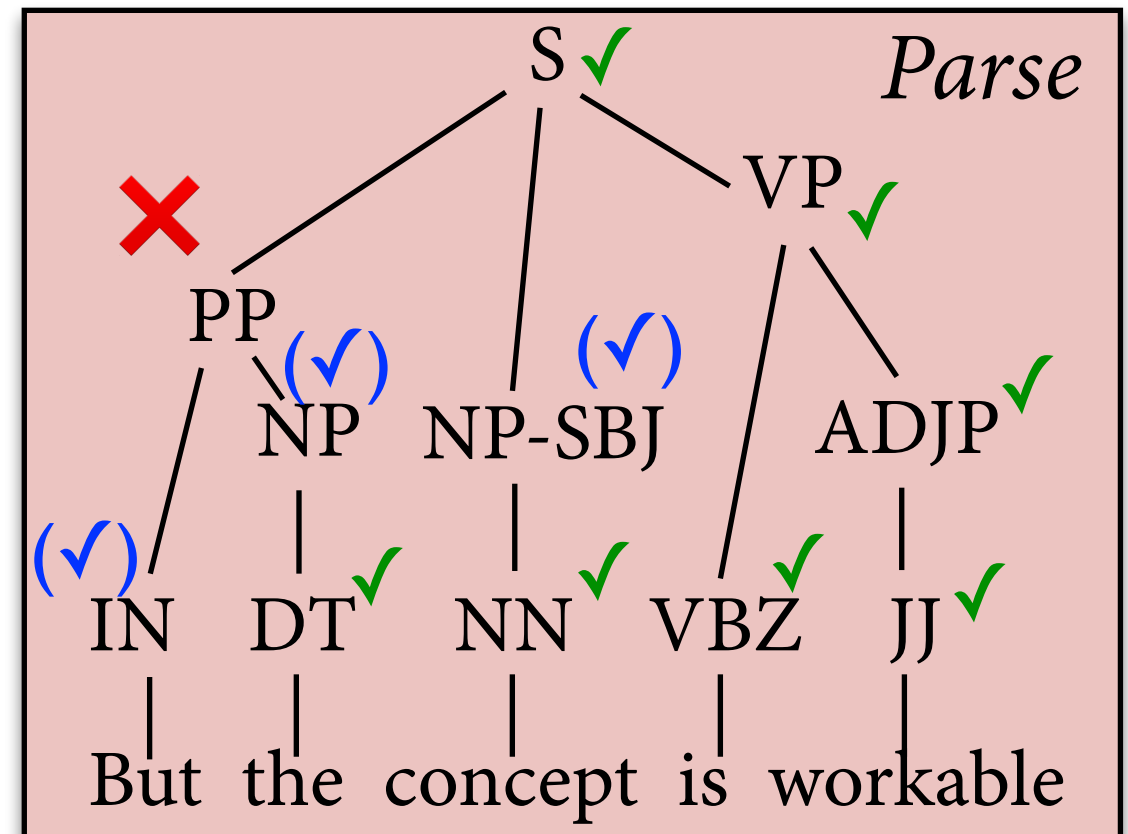 S ✓ Parse
VP ✓
❌
PP
(✓) (✓) ✓
NP NP-SBJ ADJP
(✓) ✓ ✓ ✓ ✓
IN DT NN VBZ JJ
But the concept is workable